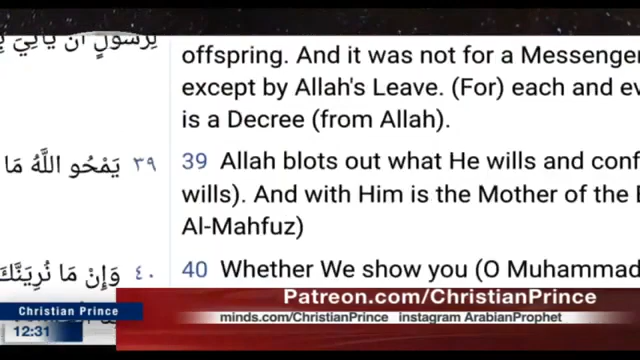 لِرَسُولٍ أَن يَأْتِيَ
offspring. And it was not for a Messenger
except by Allah's Leave. (For) each and ev
is a Decree (from Allah).
٣٩ يَمْحُو اللَّهُ مَا
39 Allah blots out what He wills and conf
wills). And with Him is the Mother of the
Al-Mahfuz)
٤٠ وَإِنْ مَا نُرِيَنَّكَ
40 Whether We show you (O Muhammad
Christian Prince
12:31
Patreon.com/ChristianPrince
minds.com/ChristianPrince instagram ArabianProphet